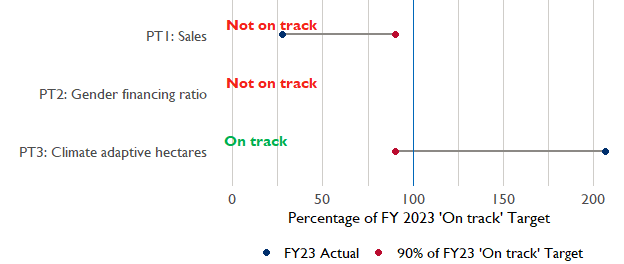 Not on track
PT1: Sales
Not on track
PT2: Gender financing ratio
On track
PT3: Climate adaptive hectares
0 50 100 150 200
Percentage of FY 2023 'On track' Target
FY23 Actual 90% of FY23 'On track' Target